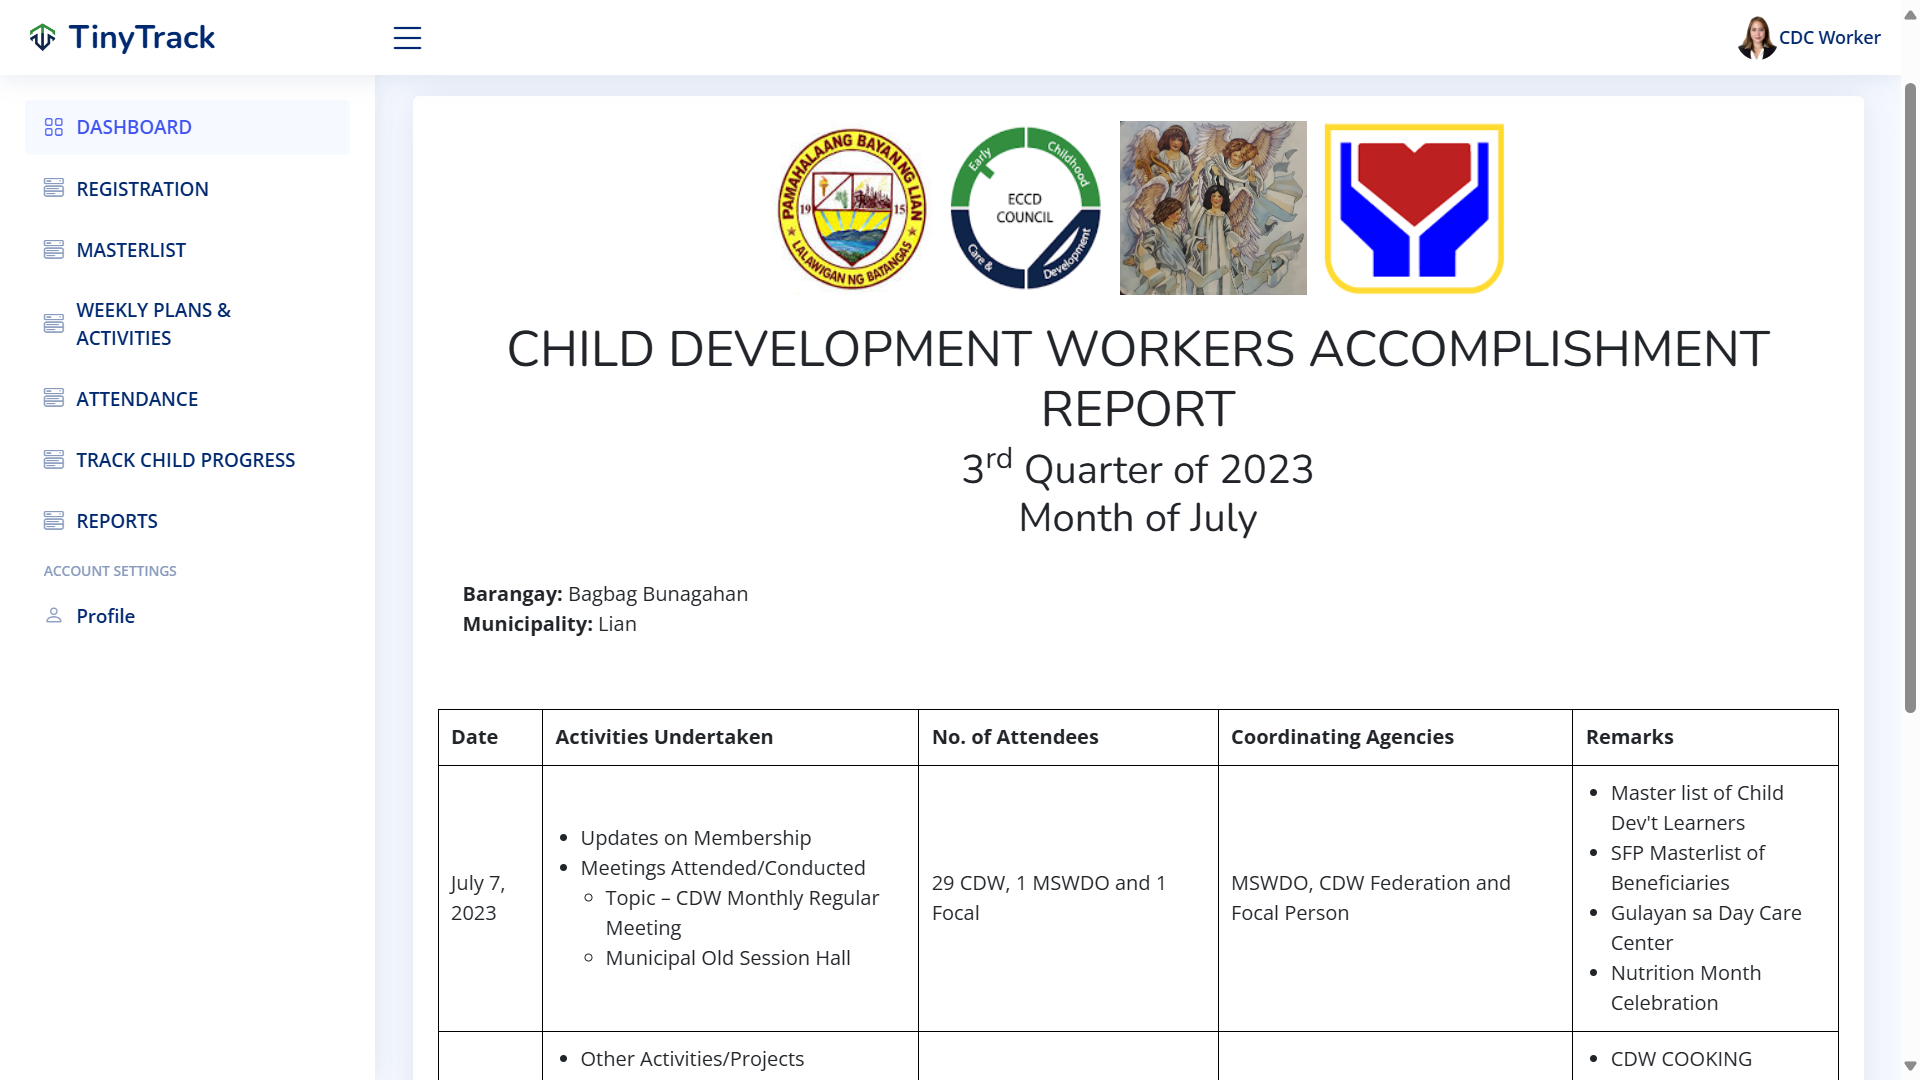 TinyTrack
CDC Worker
DASHBOARD
REGISTRATION
MASTERLIST
WEEKLY PLANS &
ACTIVITIES
ATTENDANCE
TRACK CHILD PROGRESS
REPORTS
ACCOUNT SETTINGS
Profile
PAMAHALAANG BAYAN NG LIAN
19 15
LALAWIGAN NG BATANGAS
Early Childhood
ECCD
COUNCIL
Care & Development
CHILD DEVELOPMENT WORKERS ACCOMPLISHMENT
REPORT
3rd Quarter of 2023
Month of July
Barangay: Bagbag Bunagahan
Municipality: Lian
Date
Activities Undertaken
No. of Attendees
Coordinating Agencies
Remarks
July 7,
2023
• Updates on Membership
• Meetings Attended/Conducted
◦ Topic – CDW Monthly Regular
Meeting
◦ Municipal Old Session Hall
29 CDW, 1 MSWDO and 1
Focal
MSWDO, CDW Federation and
Focal Person
• Master list of Child
Dev't Learners
• SFP Masterlist of
Beneficiaries
• Gulayan sa Day Care
Center
• Nutrition Month
Celebration
• Other Activities/Projects
• CDW COOKING